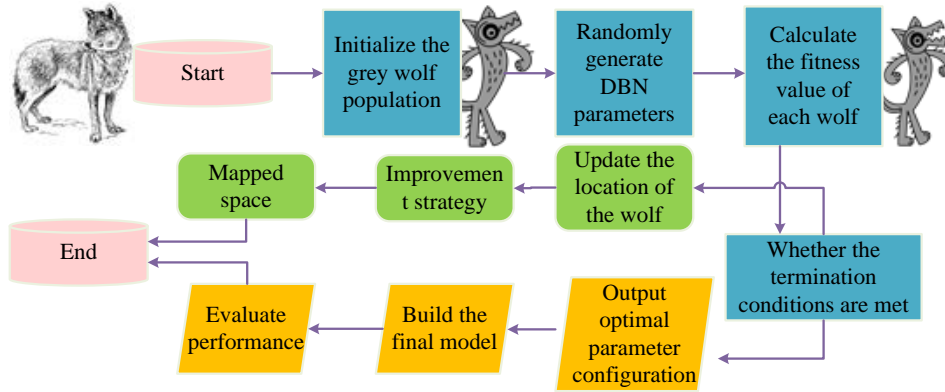 Start
Initialize the
grey wolf
population
Randomly
generate
DBN
parameters
Calculate
the fitness
value of
each wolf
Mapped
space
Improvemen
t strategy
Update the
location of
the wolf
End
Whether the
termination
conditions are met
Evaluate
performance
Build the
final model
Output
optimal
parameter
configuration